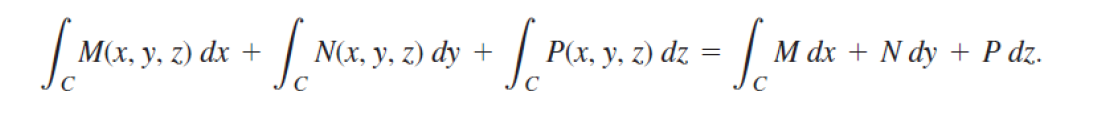 ∫_C M(x, y, z) dx + ∫_C N(x, y, z) dy + ∫_C P(x, y, z) dz = ∫_C M dx + N dy + P dz.